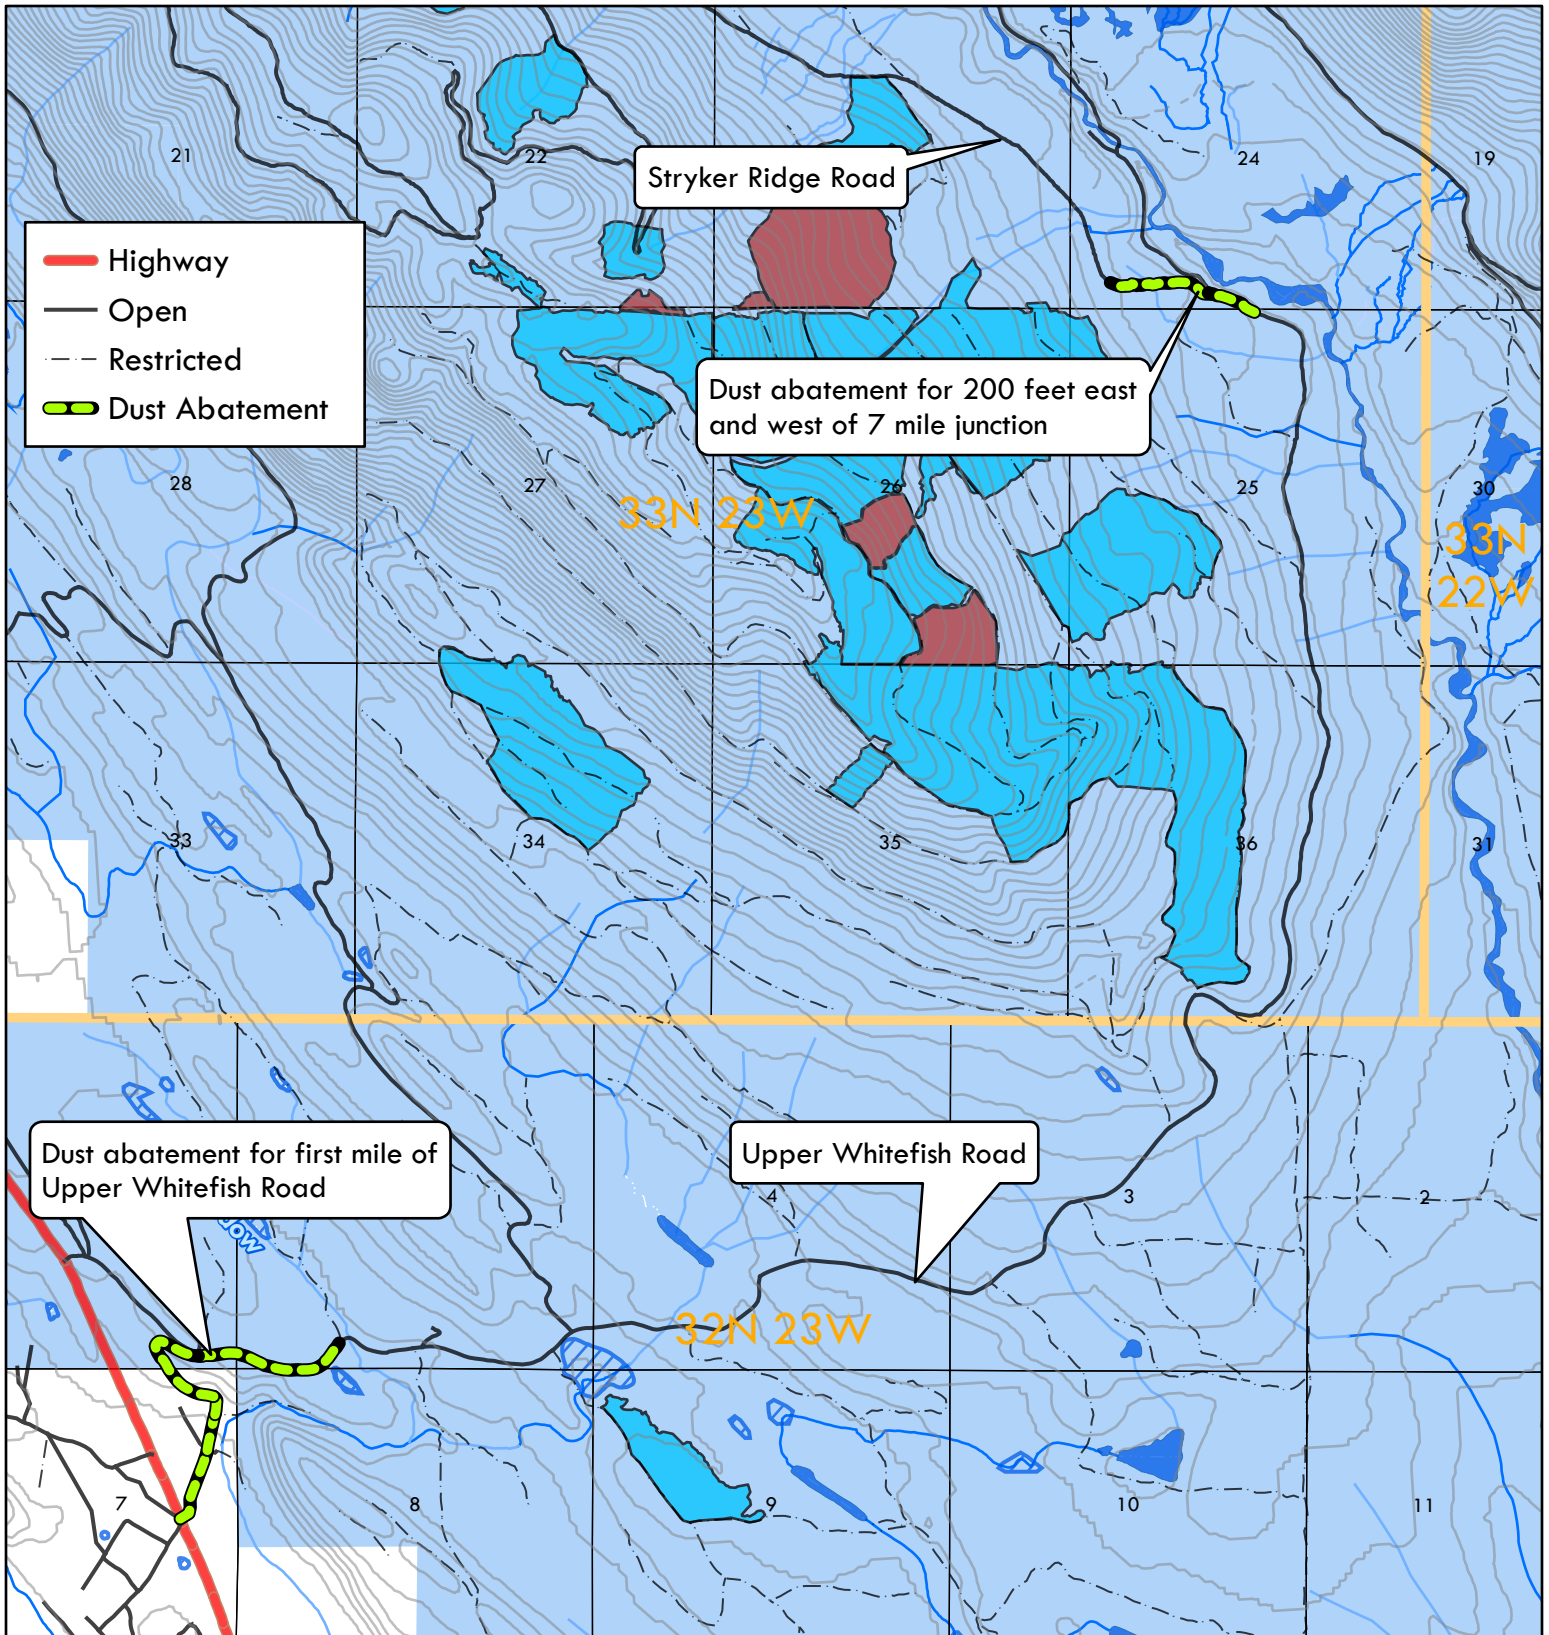 21
22
24
19
Stryker Ridge Road
Highway
Open
Restricted
Dust Abatement
Dust abatement for 200 feet east
and west of 7 mile junction
28
27
26
25
30
33N 23W
33N
22W
33
34
35
36
31
Dust abatement for first mile of
Upper Whitefish Road
Upper Whitefish Road
4
3
2
32N 23W
7
8
9
10
11